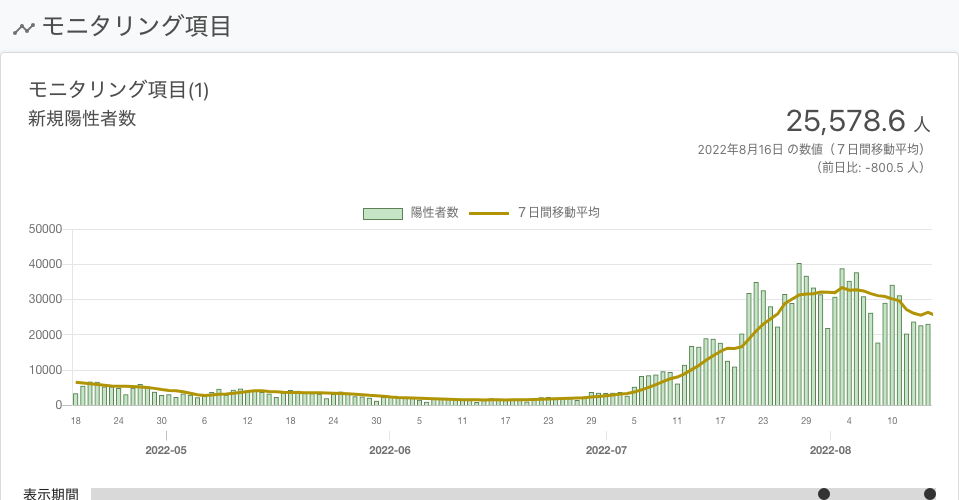 モニタリング項目
モニタリング項目(1)
新規陽性者数
25,578.6 人
2022年8月16日 の数値（７日間移動平均）
（前日比: -800.5 人）
陽性者数 ７日間移動平均
50000
40000
30000
20000
10000
0
18 24 30 6 12 18 24 30 5 11 17 23 29 5 11 17 23 29 4 10
2022-05 2022-06 2022-07 2022-08
表示期間